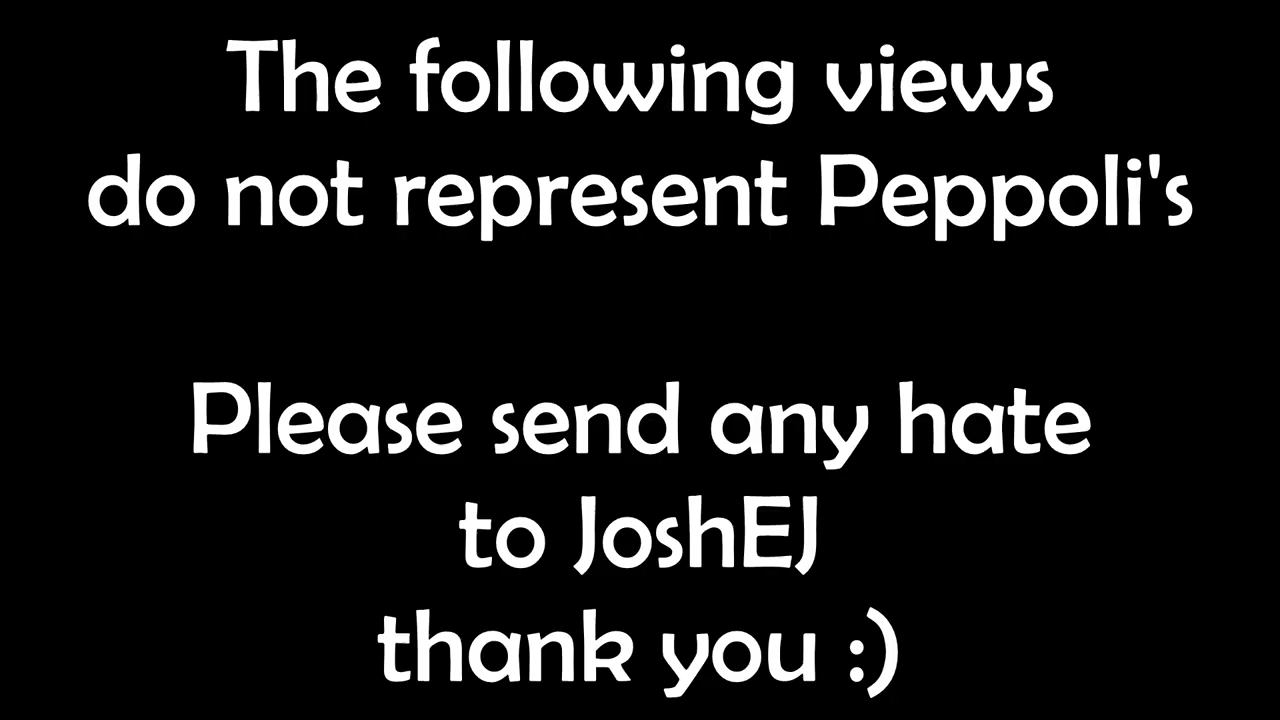 The following views
do not represent Peppoli's
Please send any hate
to JoshEJ
thank you :)